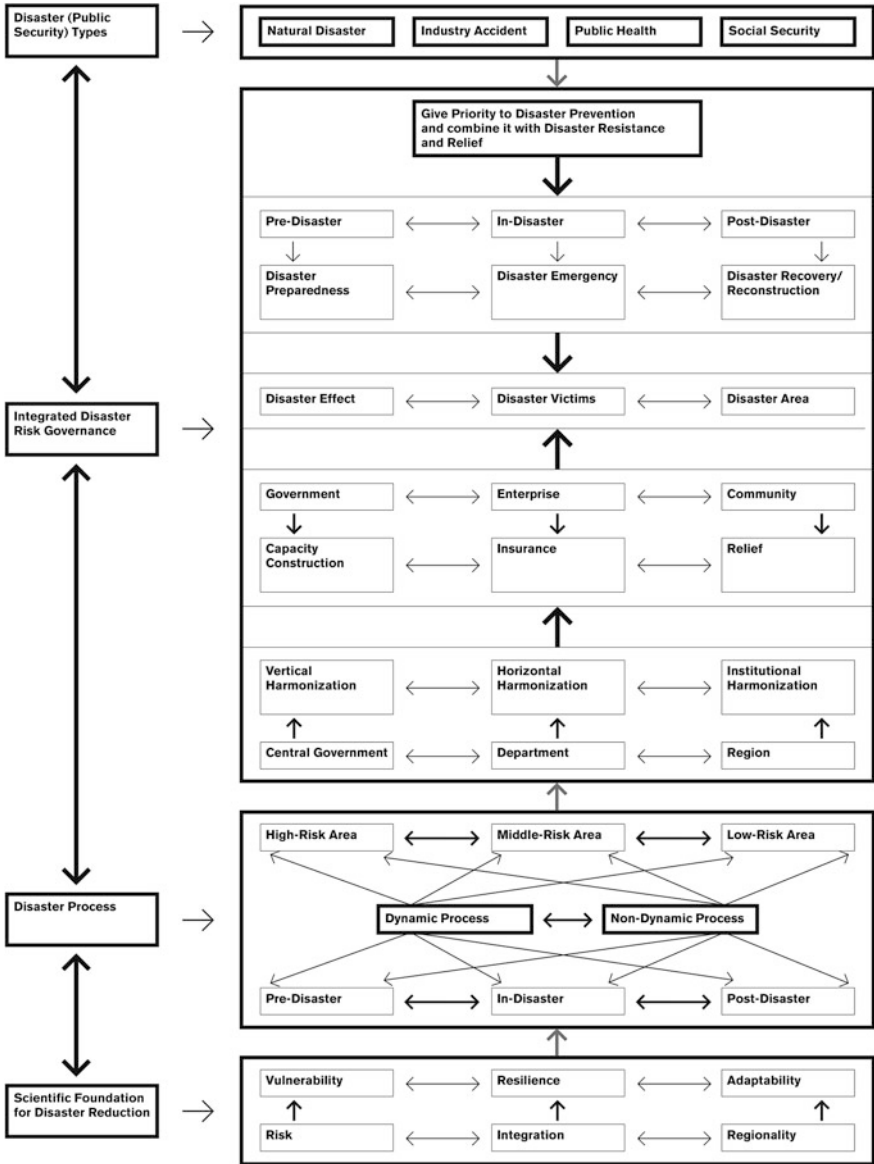 Disaster (Public
Security) Types
Natural Disaster
Industry Accident
Public Health
Social Security
Give Priority to Disaster Prevention
and combine it with Disaster Resistance
and Relief
Pre-Disaster
In-Disaster
Post-Disaster
Disaster
Preparedness
Disaster Emergency
Disaster Recovery/
Reconstruction
Integrated Disaster
Risk Governance
Disaster Effect
Disaster Victims
Disaster Area
Government
Enterprise
Community
Capacity
Construction
Insurance
Relief
Vertical
Harmonization
Horizontal
Harmonization
Institutional
Harmonization
Central Government
Department
Region
Disaster Process
High-Risk Area
Middle-Risk Area
Low-Risk Area
Dynamic Process
Non-Dynamic Process
Pre-Disaster
In-Disaster
Post-Disaster
Scientific Foundation
for Disaster Reduction
Vulnerability
Resilience
Adaptability
Risk
Integration
Regionality